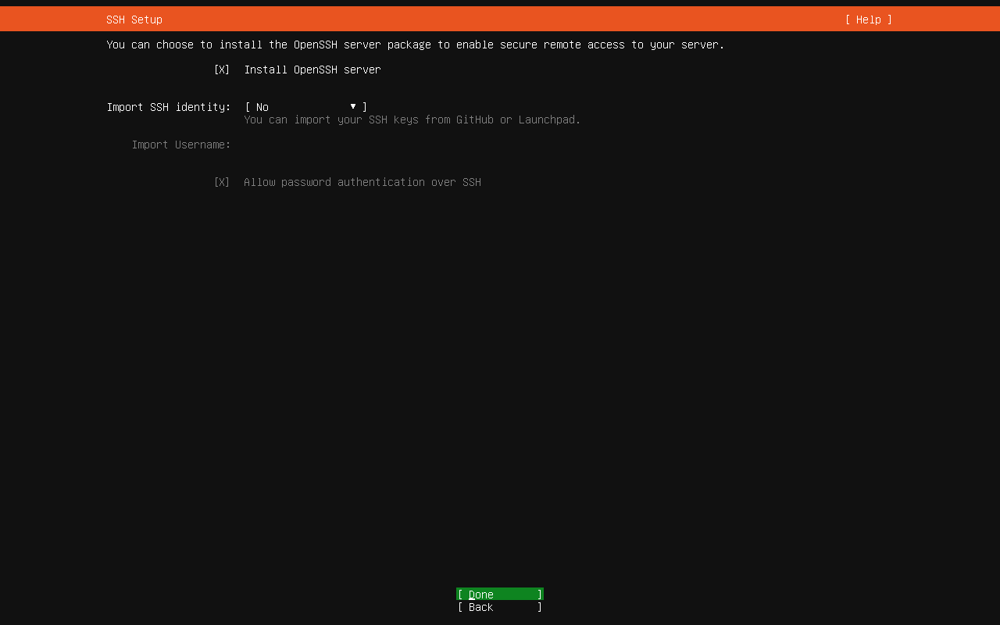 SSH Setup [ Help ]
You can choose to install the OpenSSH server package to enable secure remote access to your server.
[X] Install OpenSSH server
Import SSH identity: [ No ▼ ]
You can import your SSH keys from GitHub or Launchpad.
Import Username:
[X] Allow password authentication over SSH
[ Done ]
[ Back ]